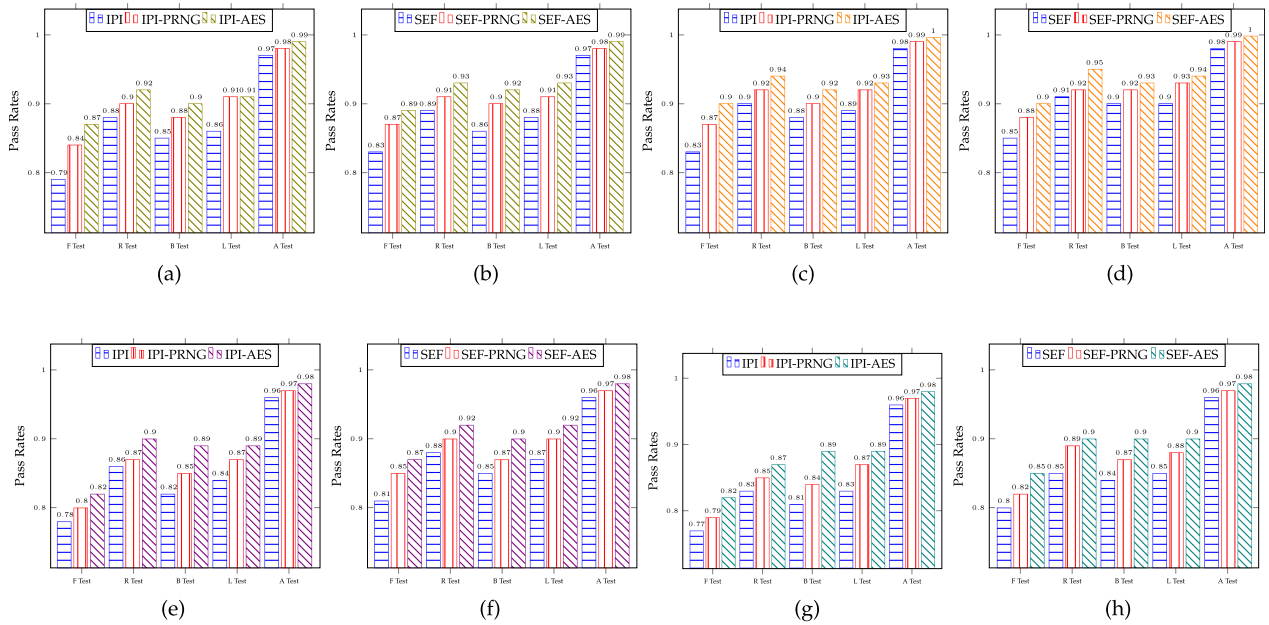 IPI IPI-PRNG IPI-AES
1
0.9
0.8
Pass Rates
0.79 0.84 0.87
0.88 0.9 0.92
0.85 0.88 0.9
0.86 0.91 0.91
0.97 0.98 0.99
F Test R Test B Test L Test A Test
(a)
SEF SEF-PRNG SEF-AES
1
0.9
0.8
Pass Rates
0.83 0.87 0.89
0.89 0.91 0.93
0.86 0.9 0.92
0.88 0.91 0.93
0.97 0.98 0.99
F Test R Test B Test L Test A Test
(b)
IPI IPI-PRNG IPI-AES
1
0.9
0.8
Pass Rates
0.83 0.87 0.9
0.9 0.92 0.94
0.88 0.9 0.92
0.89 0.92 0.93
0.98 0.99 1
F Test R Test B Test L Test A Test
(c)
SEF SEF-PRNG SEF-AES
1
0.9
0.8
Pass Rates
0.85 0.88 0.9
0.91 0.92 0.95
0.9 0.92 0.93
0.9 0.93 0.94
0.98 0.99 1
F Test R Test B Test L Test A Test
(d)
IPI IPI-PRNG IPI-AES
1
0.9
0.8
Pass Rates
0.78 0.8 0.82
0.86 0.87 0.9
0.82 0.85 0.89
0.84 0.87 0.89
0.96 0.97 0.98
F Test R Test B Test L Test A Test
(e)
SEF SEF-PRNG SEF-AES
1
0.9
0.8
Pass Rates
0.81 0.85 0.87
0.88 0.9 0.92
0.85 0.87 0.9
0.87 0.9 0.92
0.96 0.97 0.98
F Test R Test B Test L Test A Test
(f)
IPI IPI-PRNG IPI-AES
1
0.9
0.8
Pass Rates
0.77 0.79 0.82
0.83 0.85 0.87
0.81 0.84 0.89
0.83 0.87 0.89
0.96 0.97 0.98
F Test R Test B Test L Test A Test
(g)
SEF SEF-PRNG SEF-AES
1
0.9
0.8
Pass Rates
0.8 0.82 0.85
0.85 0.89 0.9
0.84 0.87 0.9
0.85 0.88 0.9
0.96 0.97 0.98
F Test R Test B Test L Test A Test
(h)